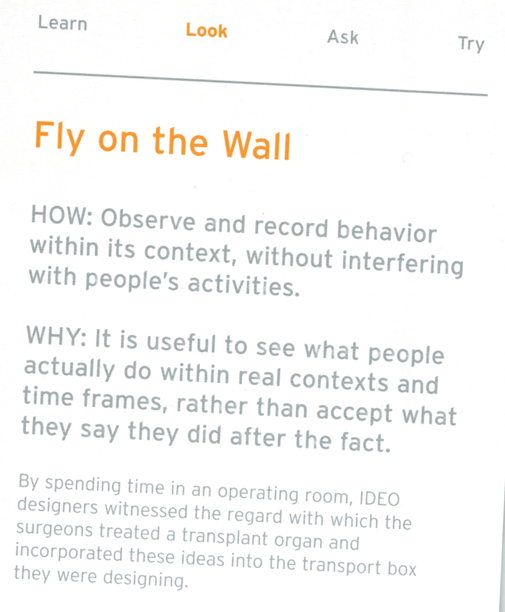 Learn Look Ask Try
Fly on the Wall
HOW: Observe and record behavior
within its context, without interfering
with people's activities.
WHY: It is useful to see what people
actually do within real contexts and
time frames, rather than accept what
they say they did after the fact.
By spending time in an operating room, IDEO
designers witnessed the regard with which the
surgeons treated a transplant organ and
incorporated these ideas into the transport box
they were designing.